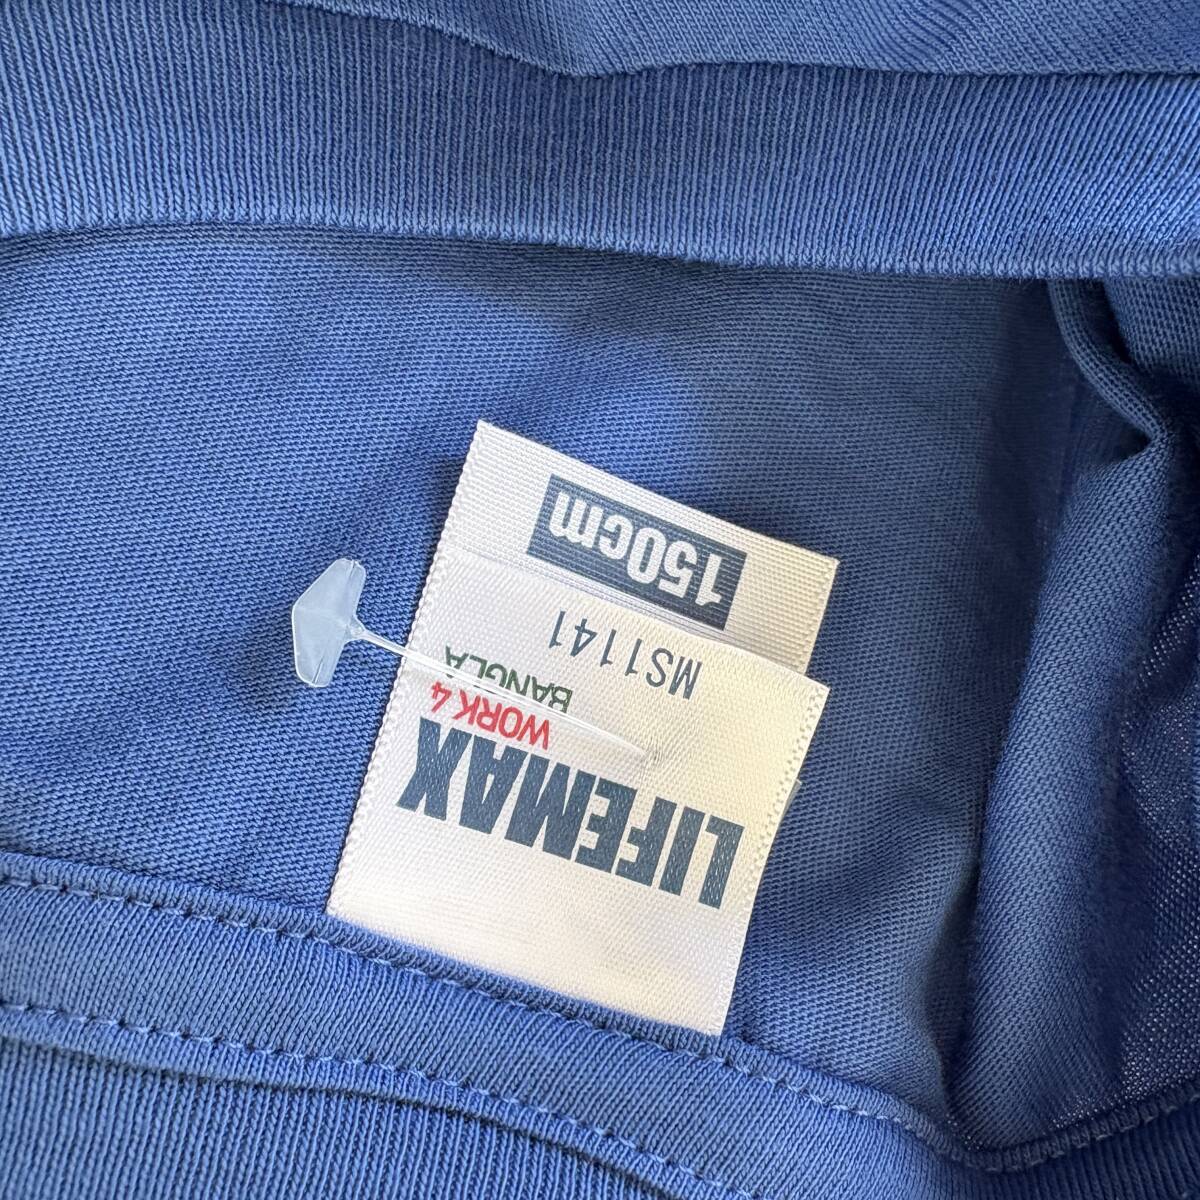 LIFEMAX
WORK 4
BANGLA
MS1141
150cm